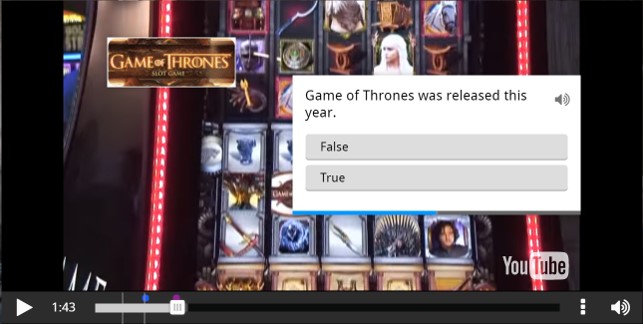 GAME OF THRONES
SLOT GAME
Game of Thrones was released this
year.
False
True
YouTube
1:43